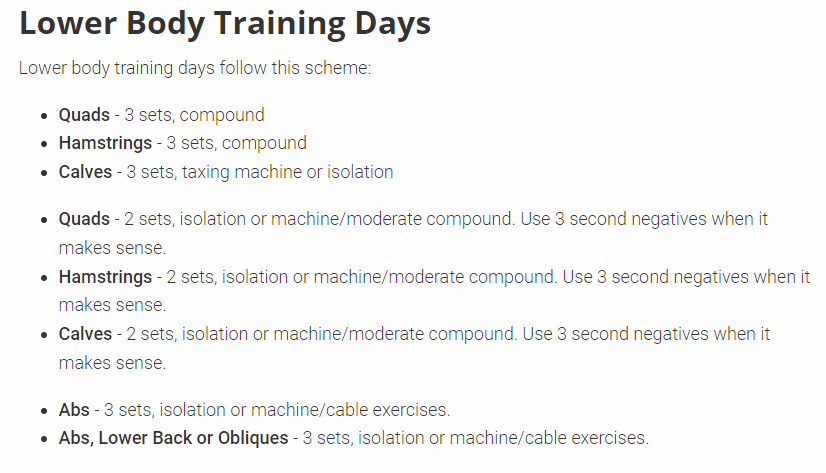 Lower Body Training Days
Lower body training days follow this scheme:
• Quads - 3 sets, compound
• Hamstrings - 3 sets, compound
• Calves - 3 sets, taxing machine or isolation
• Quads - 2 sets, isolation or machine/moderate compound. Use 3 second negatives when it
makes sense.
• Hamstrings - 2 sets, isolation or machine/moderate compound. Use 3 second negatives when it
makes sense.
• Calves - 2 sets, isolation or machine/moderate compound. Use 3 second negatives when it
makes sense.
• Abs - 3 sets, isolation or machine/cable exercises.
• Abs, Lower Back or Obliques - 3 sets, isolation or machine/cable exercises.